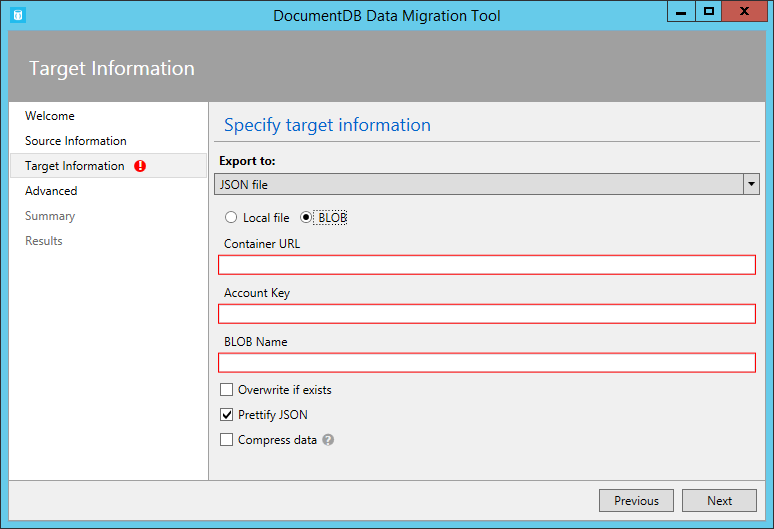 DocumentDB Data Migration Tool
Target Information
Welcome
Source Information
Target Information
Advanced
Summary
Results
Specify target information
Export to:
JSON file
Local file BLOB
Container URL
Account Key
BLOB Name
Overwrite if exists
Prettify JSON
Compress data ?
Previous Next